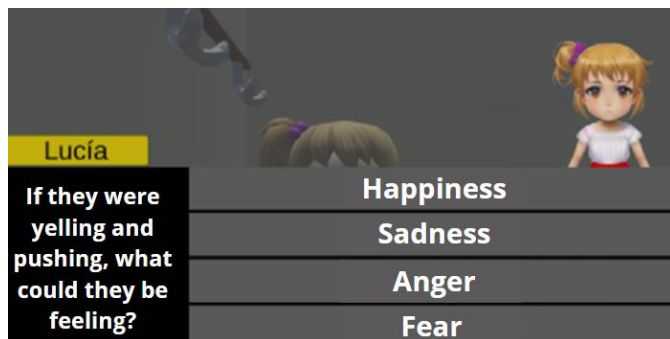 Lucía
If they were
yelling and
pushing, what
could they be
feeling?
Happiness
Sadness
Anger
Fear